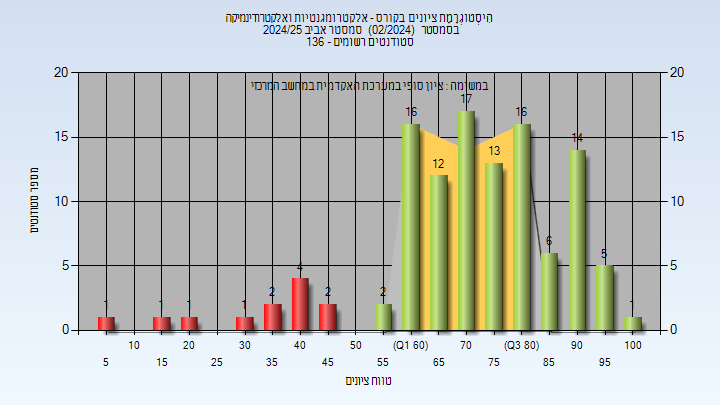 היסטוגרמת ציונים בקורס - אלקטרומגנטיות ואלקטרודינמיקה
בסמסטר (02/2024) סמסטר אביב 2024/25
סטודנטים רשומים - 136
במשימה : ציון סופי במערכת האקדמית במחשב המרכזי
מספר סטודנטים
20 15 10 5 0
20 15 10 5 0
1 1 1 1 2 4 2 2 16 12 17 13 16 6 14 5 1
10 20 30 40 50 (Q1 60) 70 (Q3 80) 90 100
5 15 25 35 45 55 65 75 85 95
טווח ציונים